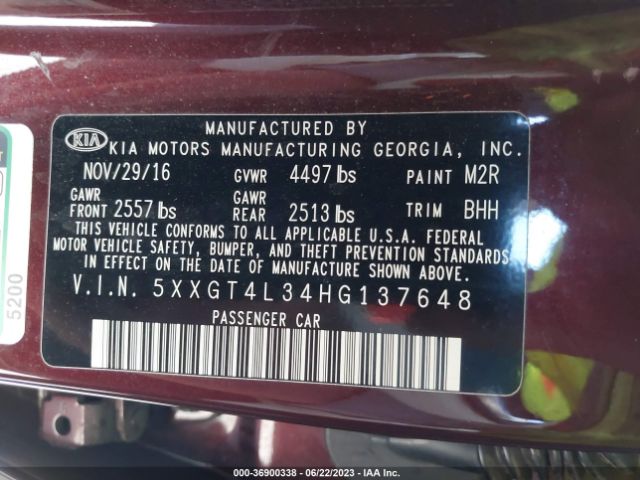 MANUFACTURED BY
KIA KIA MOTORS MANUFACTURING GEORGIA, INC.
NOV/29/16 GVWR 4497 lbs PAINT M2R
GAWR FRONT 2557 lbs GAWR REAR 2513 lbs TRIM BHH
THIS VEHICLE CONFORMS TO ALL APPLICABLE U.S.A. FEDERAL
MOTOR VEHICLE SAFETY, BUMPER, AND THEFT PREVENTION STANDARDS
IN EFFECT ON THE DATE OF MANUFACTURE SHOWN ABOVE.
V.I.N. 5XXGT4L34HG137648
PASSENGER CAR
5200
000-36900338 - 06/22/2023 - IAA Inc.